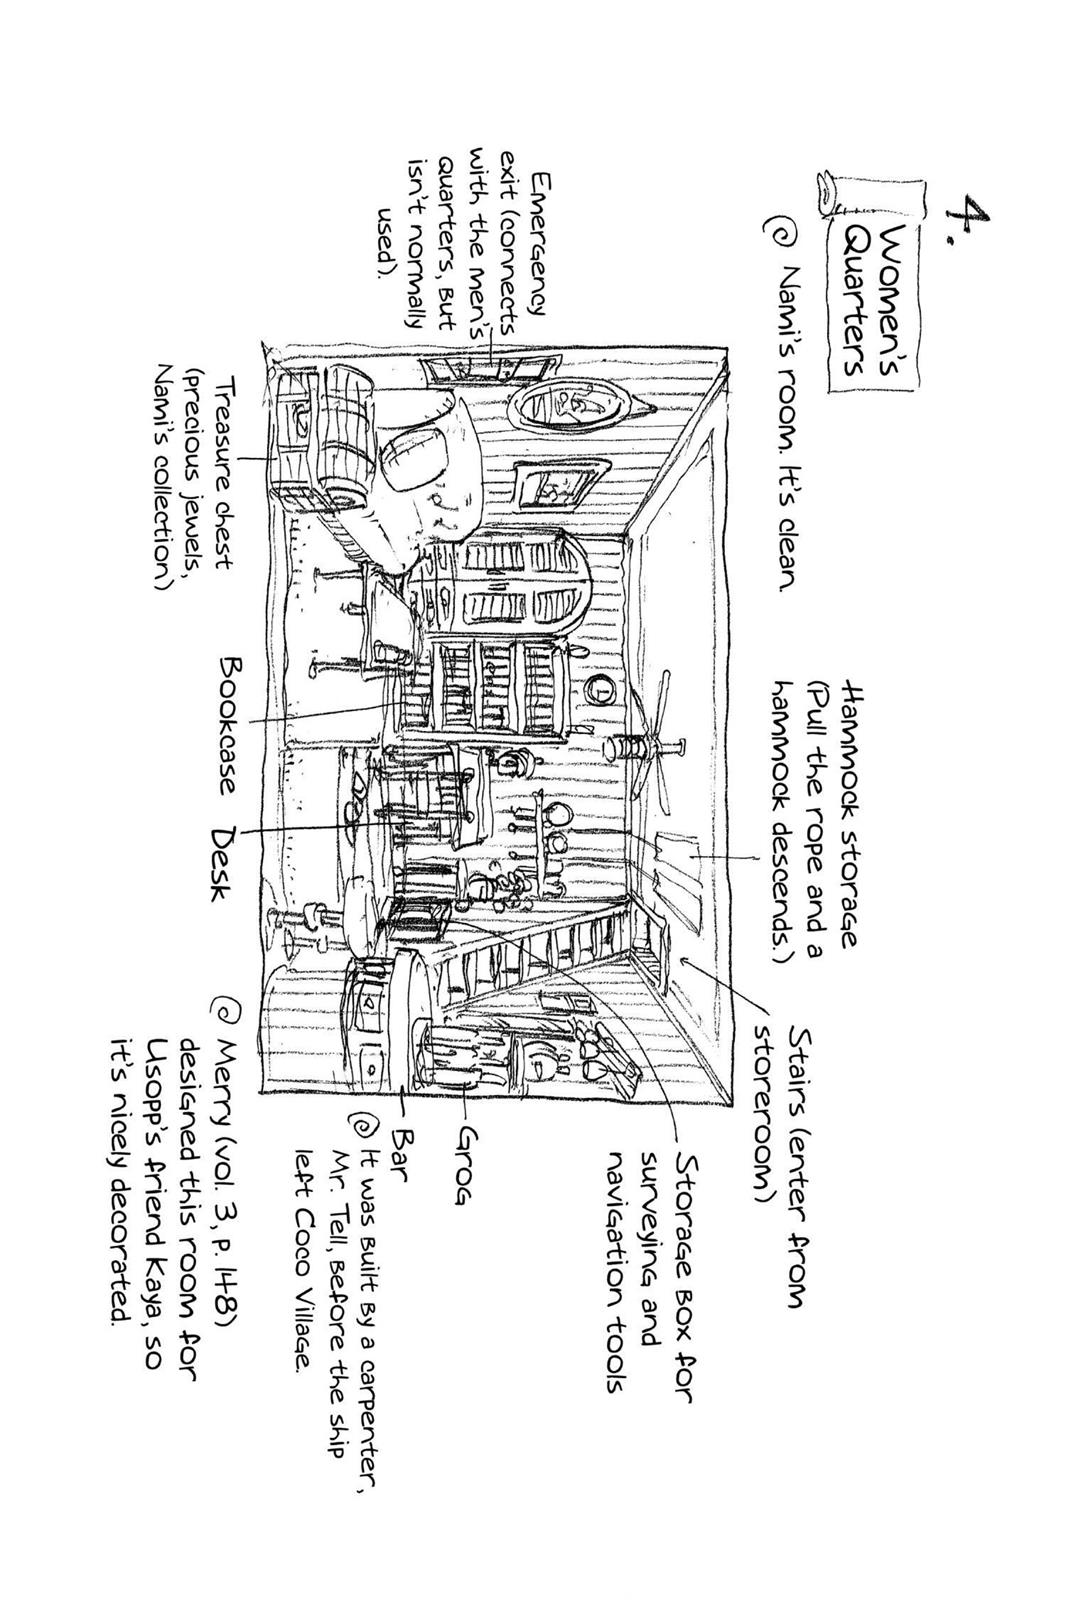 4.
Women's
Quarters
Nami's room. It's clean.
Hammock storage
(Pull the rope and a
hammock descends.)
Stairs (enter from
storeroom)
Emergency
exit (connects
with the men's
quarters, but
isn't normally
used).
Storage box for
surveying and
navigation tools
Grog
Bar
It was built by a carpenter,
Mr. Tell, before the ship
left Coco Village.
Treasure chest
(precious jewels,
Nami's collection)
Bookcase
Desk
Merry (vol. 3, p. 148)
designed this room for
Usopp's friend Kaya, so
it's nicely decorated.